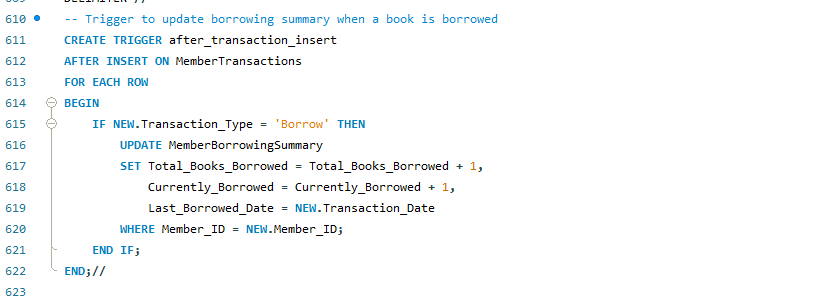 610 -- Trigger to update borrowing summary when a book is borrowed
611 CREATE TRIGGER after_transaction_insert
612 AFTER INSERT ON MemberTransactions
613 FOR EACH ROW
614 BEGIN
615 IF NEW.Transaction_Type = 'Borrow' THEN
616 UPDATE MemberBorrowingSummary
617 SET Total_Books_Borrowed = Total_Books_Borrowed + 1,
618 Currently_Borrowed = Currently_Borrowed + 1,
619 Last_Borrowed_Date = NEW.Transaction_Date
620 WHERE Member_ID = NEW.Member_ID;
621 END IF;
622 END;//
623